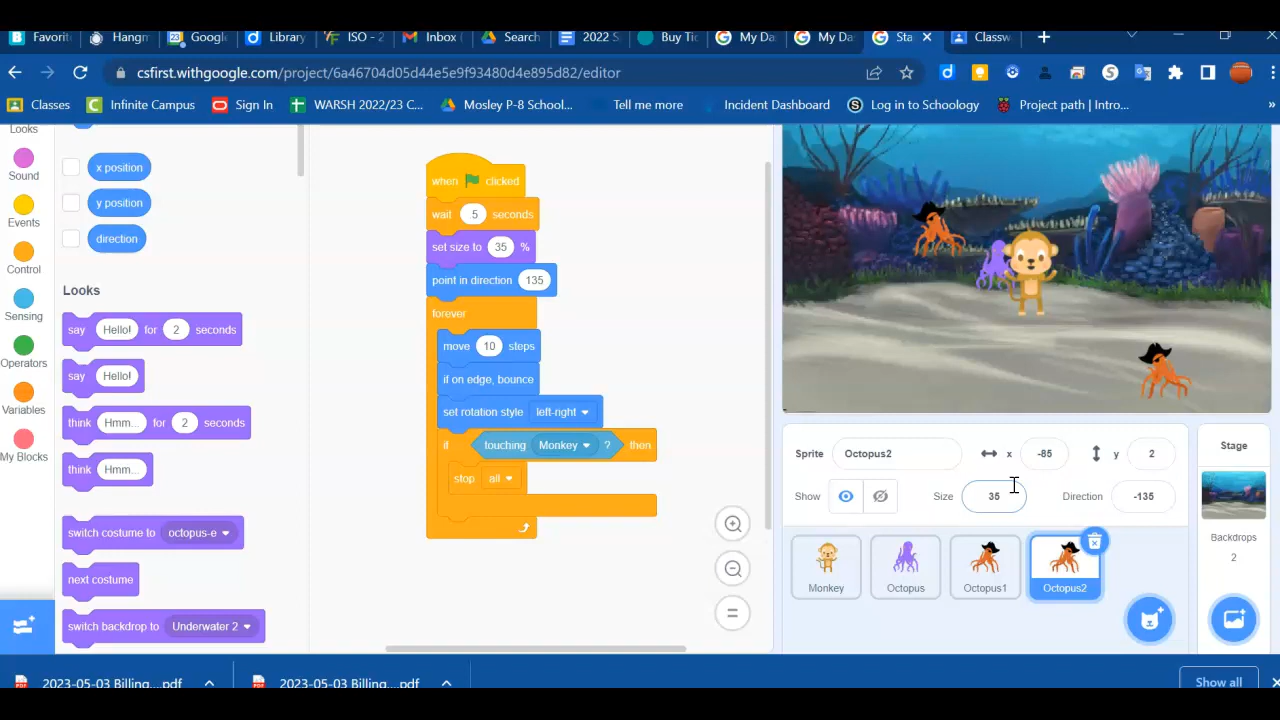 Favorit
Hangm
Google
Library
ISO - 2
Inbox (
Search
2022 S
Buy Tic
My Da
My Da
Sta
Classw
csfirst.withgoogle.com/project/6a46704d05d44e5e9f93480d4e895d82/editor
Classes
Infinite Campus
Sign In
WARSH 2022/23 C...
Mosley P-8 School...
Tell me more
Incident Dashboard
Log in to Schoology
Project path | Intro...
Looks
Sound
Events
Control
Sensing
Operators
Variables
My Blocks
x position
y position
direction
Looks
say Hello! for 2 seconds
say Hello!
think Hmm... for 2 seconds
think Hmm...
switch costume to octopus-e
next costume
switch backdrop to Underwater 2
when clicked
wait 5 seconds
set size to 35 %
point in direction 135
forever
move 10 steps
if on edge, bounce
set rotation style left-right
if touching Monkey ? then
stop all
Sprite Octopus2 x -85 y 2
Show Size 35 Direction -135
Monkey
Octopus
Octopus1
Octopus2
Stage
Backdrops
2
2023-05-03 Billing....pdf
2023-05-03 Billing....pdf
Show all